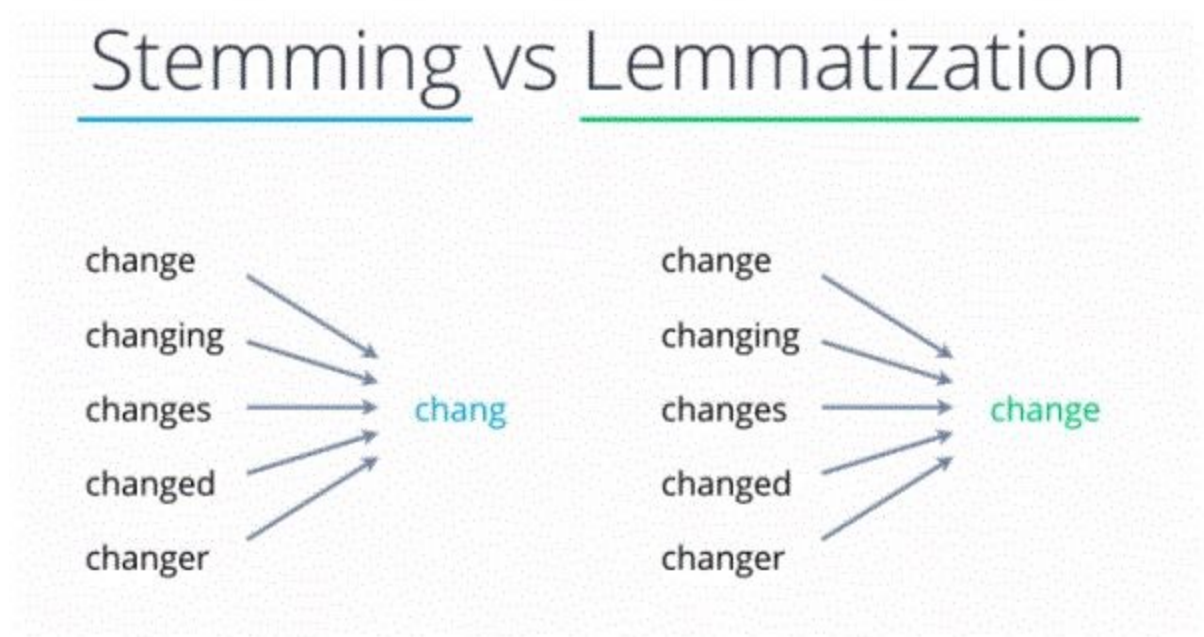 Stemming vs Lemmatization
change
changing
changes
changed
changer
chang
change
changing
changes
changed
changer
change